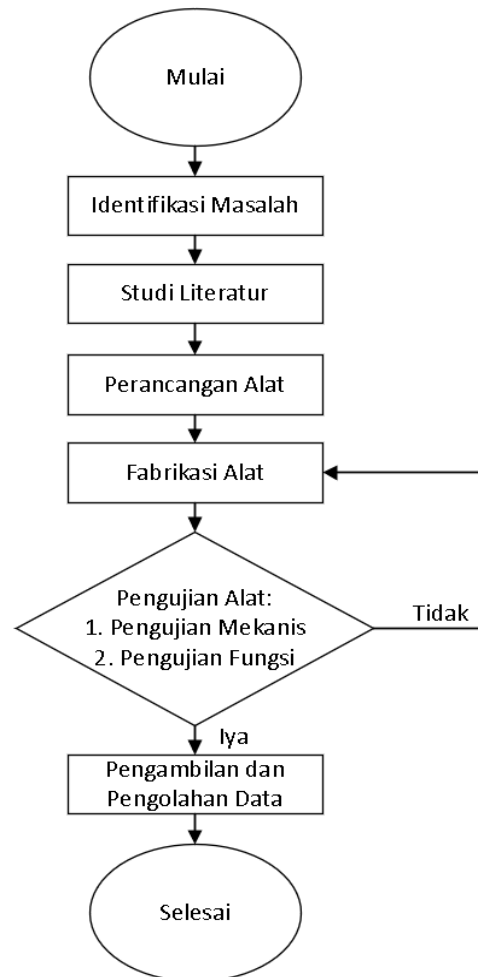 Mulai
Identifikasi Masalah
Studi Literatur
Perancangan Alat
Fabrikasi Alat
Pengujian Alat:
1. Pengujian Mekanis
2. Pengujian Fungsi
Tidak
Iya
Pengambilan dan
Pengolahan Data
Selesai